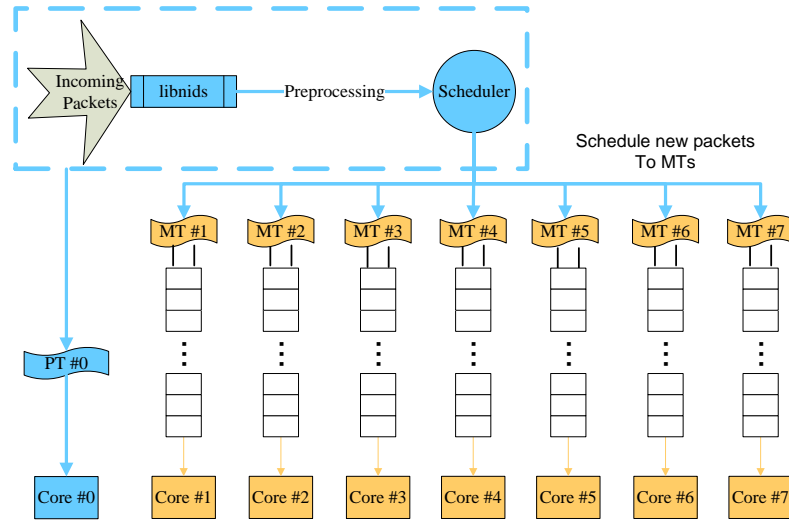 Incoming
Packets
libnids
Preprocessing
Scheduler
Schedule new packets
To MTs
MT #1
MT #2
MT #3
MT #4
MT #5
MT #6
MT #7
PT #0
Core #0
Core #1
Core #2
Core #3
Core #4
Core #5
Core #6
Core #7